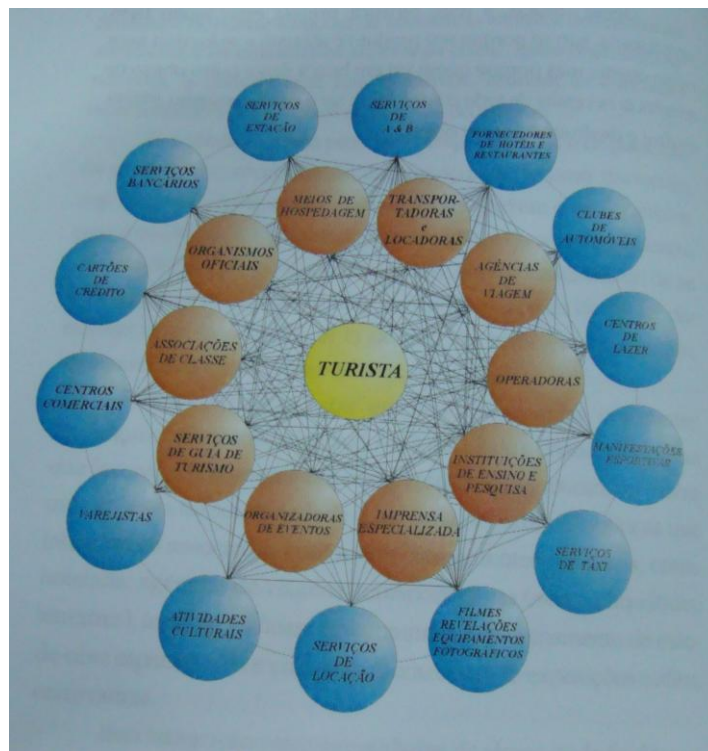 SERVIÇOS
DE
ESTAÇÃO
SERVIÇOS
DE
A & B
FORNECEDORES
DE HOTÉIS E
RESTAURANTES
CLUBES
DE
AUTOMÓVEIS
CENTROS
DE
LAZER
MANIFESTAÇÕES
ESPORTIVAS
SERVIÇOS
DE TÁXI
FILMES
REVELAÇÕES
EQUIPAMENTOS
FOTOGRÁFICOS
SERVIÇOS
DE
LOCAÇÃO
ATIVIDADES
CULTURAIS
VAREJISTAS
CENTROS
COMERCIAIS
CARTÕES
DE
CRÉDITO
SERVIÇOS
BANCÁRIOS
MEIOS DE
HOSPEDAGEM
TRANSPOR-
TADORAS
e
LOCADORAS
AGÊNCIAS
DE
VIAGEM
OPERADORAS
INSTITUIÇÕES
DE ENSINO E
PESQUISA
IMPRENSA
ESPECIALIZADA
ORGANIZADORAS
DE EVENTOS
SERVIÇOS
DE GUIA DE
TURISMO
ASSOCIAÇÕES
DE CLASSE
ORGANISMOS
OFICIAIS
TURISTA